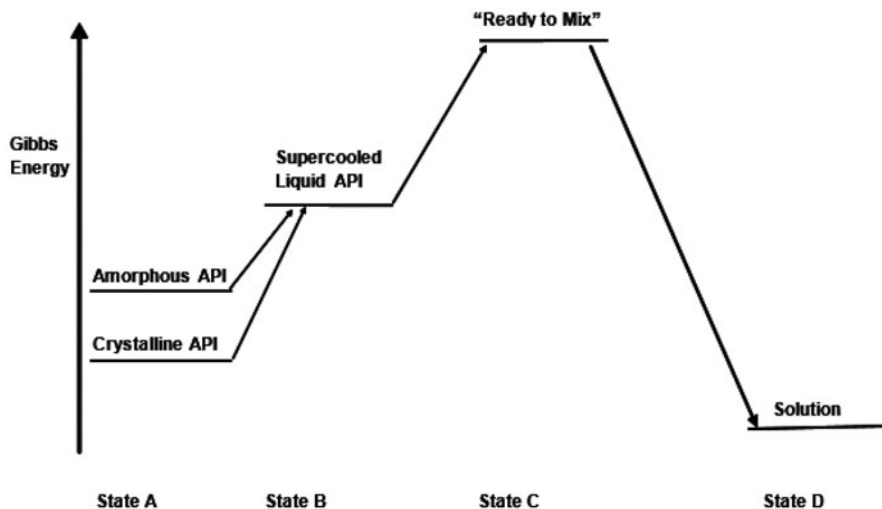 “Ready to Mix”
Gibbs
Energy
Supercooled
Liquid API
Amorphous API
Crystalline API
Solution
State A
State B
State C
State D